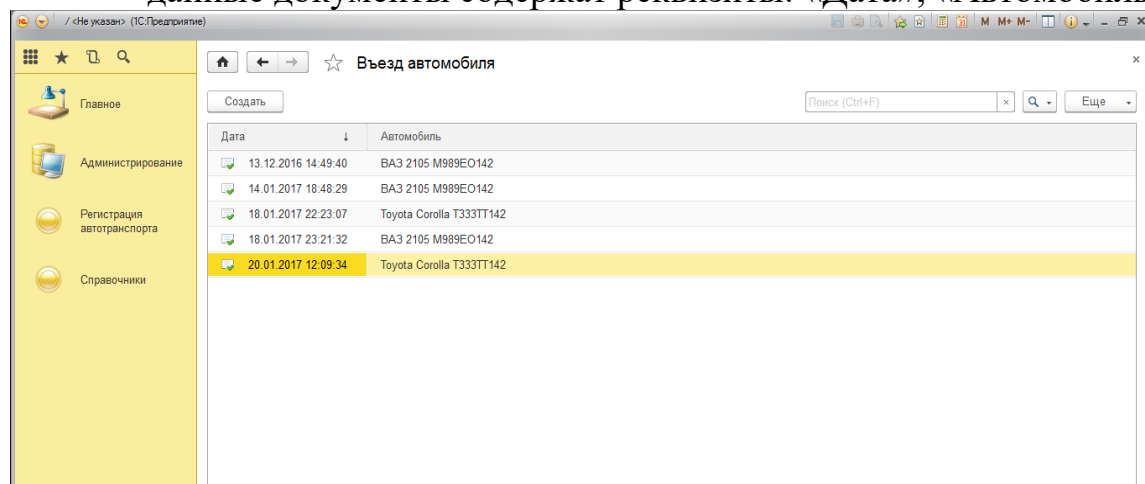 данные документы содержат реквизиты: «Дата», «Автомобиль
/ <Не указан> (1С:Предприятие)
M M+ M-
Въезд автомобиля
Главное
Администрирование
Регистрация
автотранспорта
Справочники
Создать
Поиск (Ctrl+F)
Еще
Дата Автомобиль
13.12.2016 14:49:40 ВАЗ 2105 М989ЕО142
14.01.2017 18:48:29 ВАЗ 2105 М989ЕО142
18.01.2017 22:23:07 Toyota Corolla Т333ТТ142
18.01.2017 23:21:32 ВАЗ 2105 М989ЕО142
20.01.2017 12:09:34 Toyota Corolla Т333ТТ142